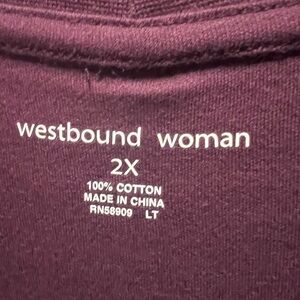 westbound woman
2X
100% COTTON
MADE IN CHINA
RN58909 LT